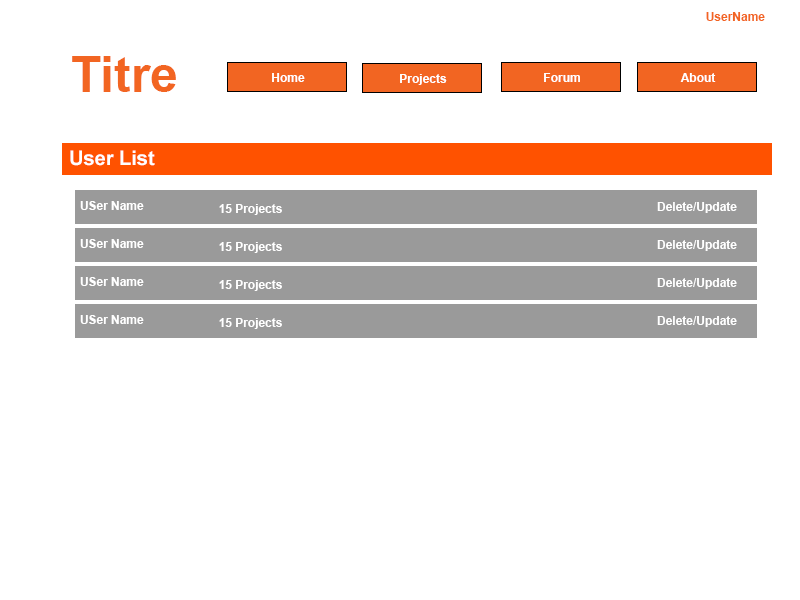 UserName
Titre
Home
Projects
Forum
About
User List
USer Name 15 Projects Delete/Update
USer Name 15 Projects Delete/Update
USer Name 15 Projects Delete/Update
USer Name 15 Projects Delete/Update